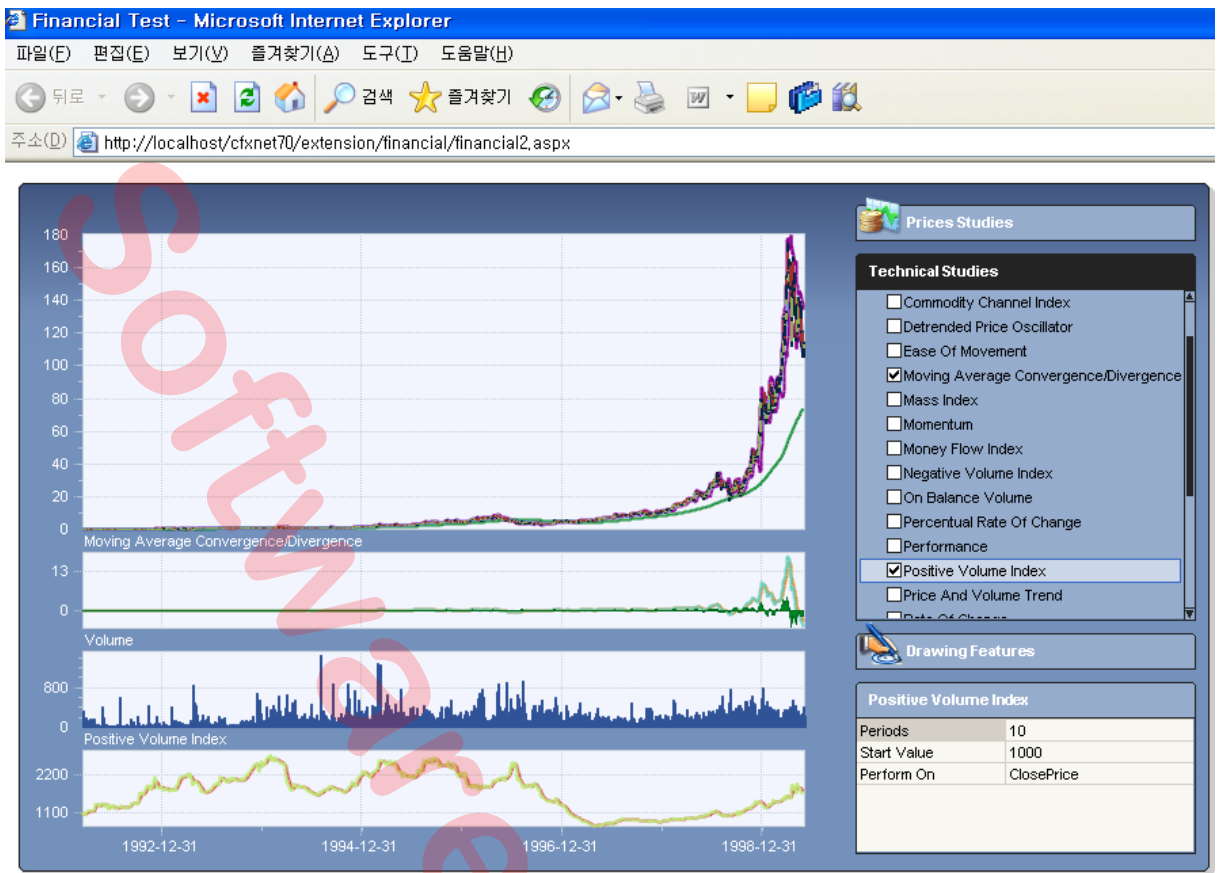 Financial Test - Microsoft Internet Explorer
파일(F) 편집(E) 보기(V) 즐겨찾기(A) 도구(T) 도움말(H)
뒤로 검색 즐겨찾기
주소(D) http://localhost/cfxnet70/extension/financial/financial2.aspx
Prices Studies
Technical Studies
Commodity Channel Index
Detrended Price Oscillator
Ease Of Movement
Moving Average Convergence/Divergence
Mass Index
Momentum
Money Flow Index
Negative Volume Index
On Balance Volume
Percentual Rate Of Change
Performance
Positive Volume Index
Price And Volume Trend
Rate Of Change
Drawing Features
Positive Volume Index
Periods 10
Start Value 1000
Perform On ClosePrice
180
160
140
120
100
80
60
40
20
0
Moving Average Convergence/Divergence
13
0
Volume
800
0
Positive Volume Index
2200
1100
1992-12-31 1994-12-31 1996-12-31 1998-12-31
Software